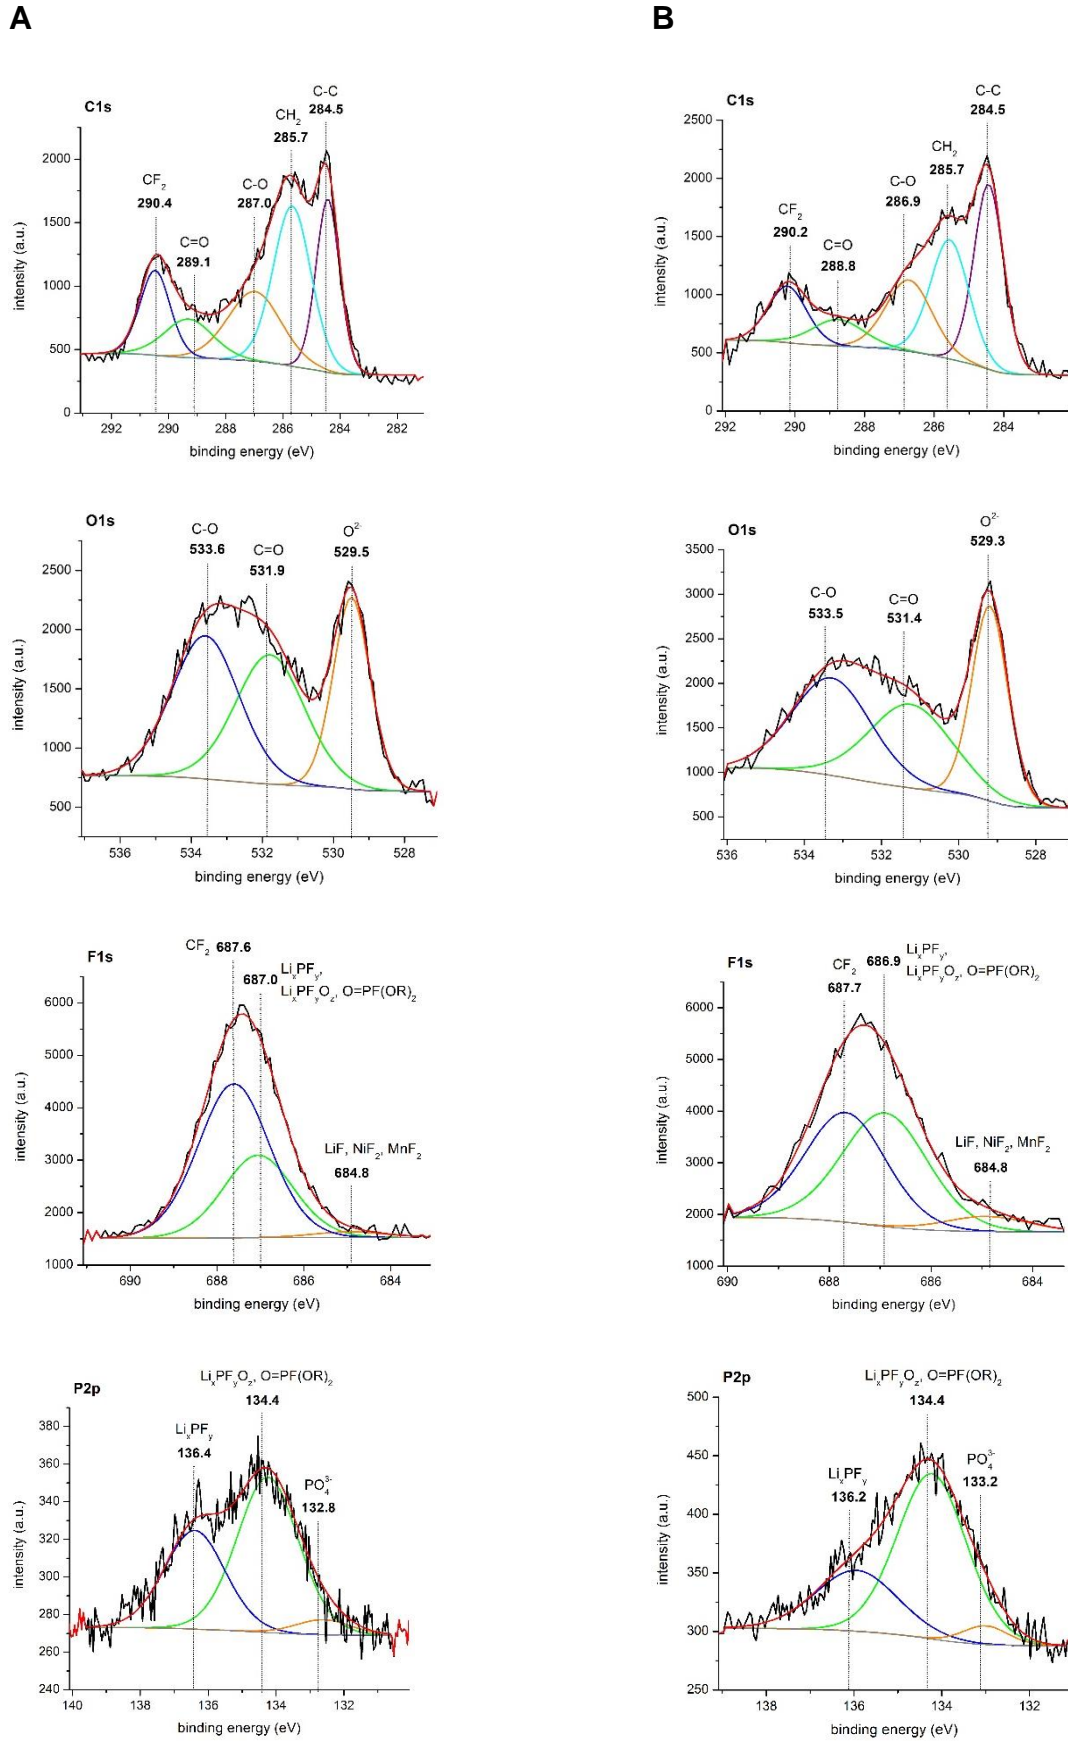 A
B
C1s
C-C
284.5
CH2
285.7
CF2
290.4
C-O
287.0
C=O
289.1
intensity (a.u.)
2000
1500
1000
500
0
292 290 288 286 284 282
binding energy (eV)
C1s
C-C
284.5
CH2
285.7
C-O
286.9
CF2
290.2
C=O
288.8
intensity (a.u.)
2500
2000
1500
1000
500
0
292 290 288 286 284
binding energy (eV)
O1s
C-O
533.6
C=O
531.9
O2-
529.5
intensity (a.u.)
2500
2000
1500
1000
500
536 534 532 530 528
binding energy (eV)
O1s
O2-
529.3
C-O
533.5
C=O
531.4
intensity (a.u.)
3500
3000
2500
2000
1500
1000
500
536 534 532 530 528
binding energy (eV)
F1s
CF2 687.6
687.0 LixPFy,
LixPFyOz, O=PF(OR)2
LiF, NiF2, MnF2
684.8
intensity (a.u.)
6000
5000
4000
3000
2000
1000
690 688 686 684
binding energy (eV)
F1s
CF2
687.7
686.9 LixPFy,
LixPFyOz, O=PF(OR)2
LiF, NiF2, MnF2
684.8
intensity (a.u.)
6000
5000
4000
3000
2000
1000
690 688 686 684
binding energy (eV)
P2p
LixPFyOz, O=PF(OR)2
134.4
LixPFy
136.4
PO43-
132.8
intensity (a.u.)
380
360
340
320
300
280
260
240
140 138 136 134 132
binding energy (eV)
P2p
LixPFyOz, O=PF(OR)2
134.4
LixPFy
136.2
PO43-
133.2
intensity (a.u.)
500
450
400
350
300
250
138 136 134 132
binding energy (eV)